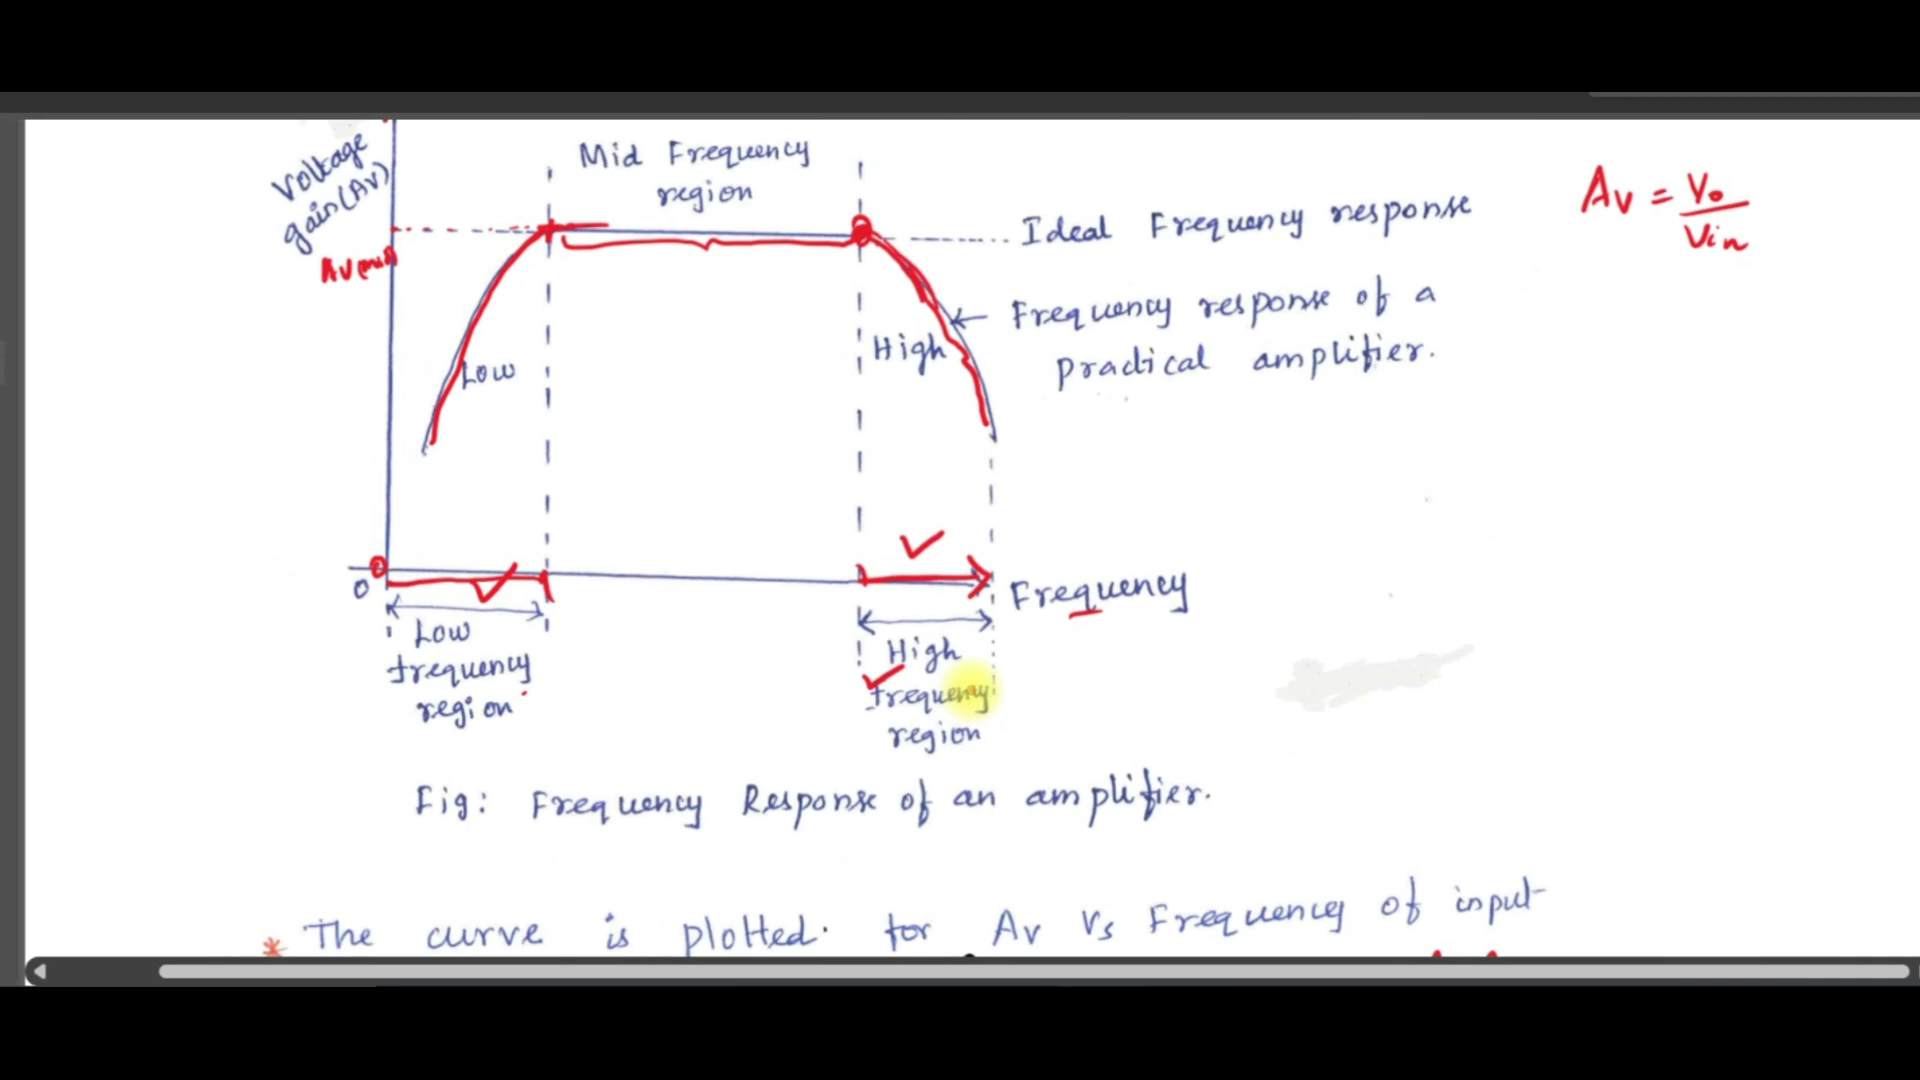 Voltage
gain (Av)
Mid Frequency
region
Av = Vo
Vin
Ideal Frequency response
Av(mid)
Frequency response of a
practical amplifier.
Low
High
0
Frequency
Low
frequency
region
High
frequency
region
Fig: Frequency Response of an amplifier.
* The curve is plotted. for Av Vs Frequency of input